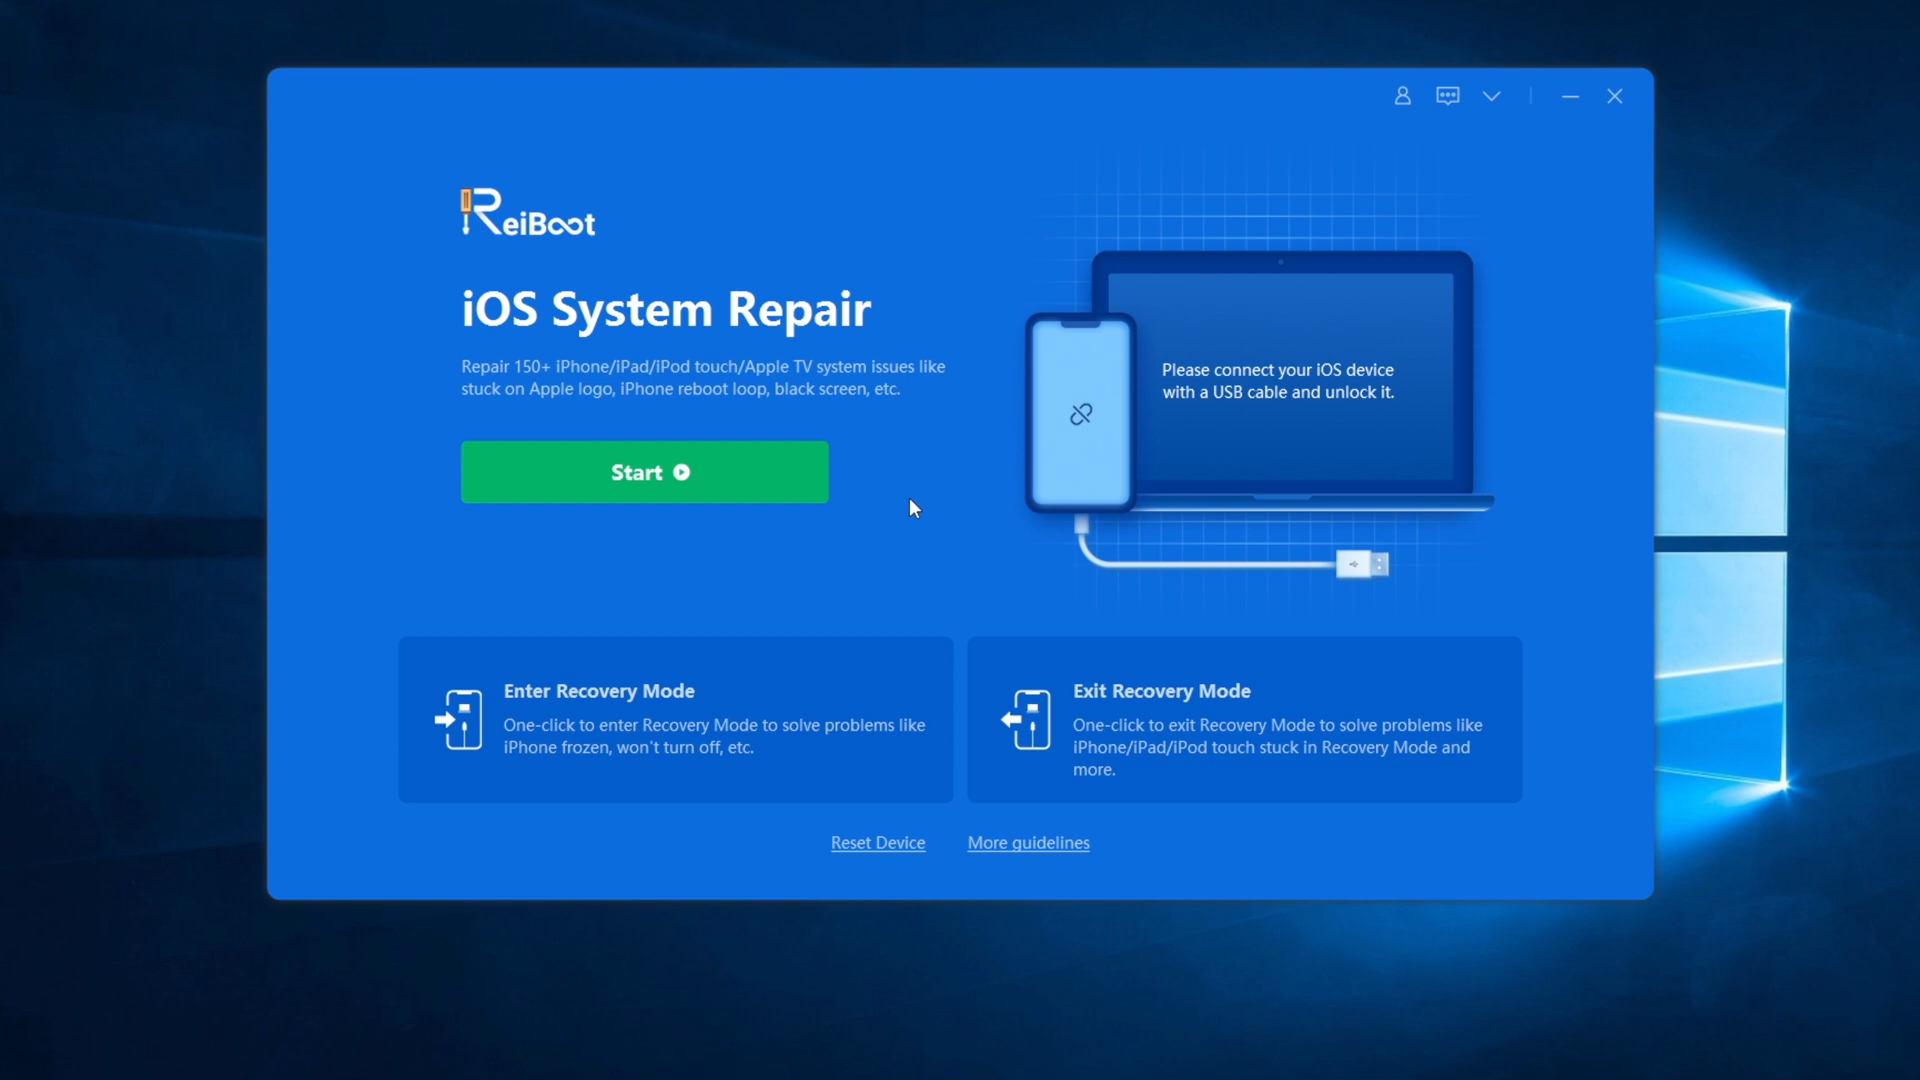 ReiBoot
iOS System Repair
Repair 150+ iPhone/iPad/iPod touch/Apple TV system issues like
stuck on Apple logo, iPhone reboot loop, black screen, etc.
Start
Please connect your iOS device
with a USB cable and unlock it.
Enter Recovery Mode
One-click to enter Recovery Mode to solve problems like
iPhone frozen, won't turn off, etc.
Exit Recovery Mode
One-click to exit Recovery Mode to solve problems like
iPhone/iPad/iPod touch stuck in Recovery Mode and
more.
Reset Device
More guidelines